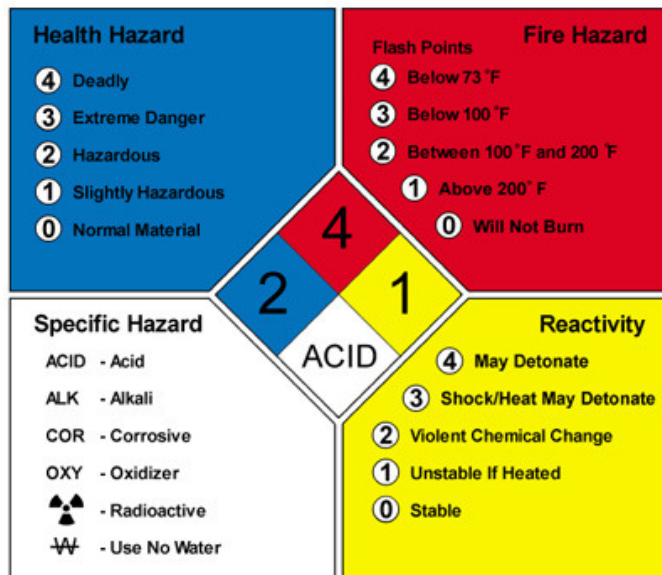 Health Hazard
4 Deadly
3 Extreme Danger
2 Hazardous
1 Slightly Hazardous
0 Normal Material
Fire Hazard
Flash Points
4 Below 73 °F
3 Below 100 °F
2 Between 100 °F and 200 °F
1 Above 200° F
0 Will Not Burn
4
2 1
ACID
Specific Hazard
ACID - Acid
ALK - Alkali
COR - Corrosive
OXY - Oxidizer
- Radioactive
W - Use No Water
Reactivity
4 May Detonate
3 Shock/Heat May Detonate
2 Violent Chemical Change
1 Unstable If Heated
0 Stable